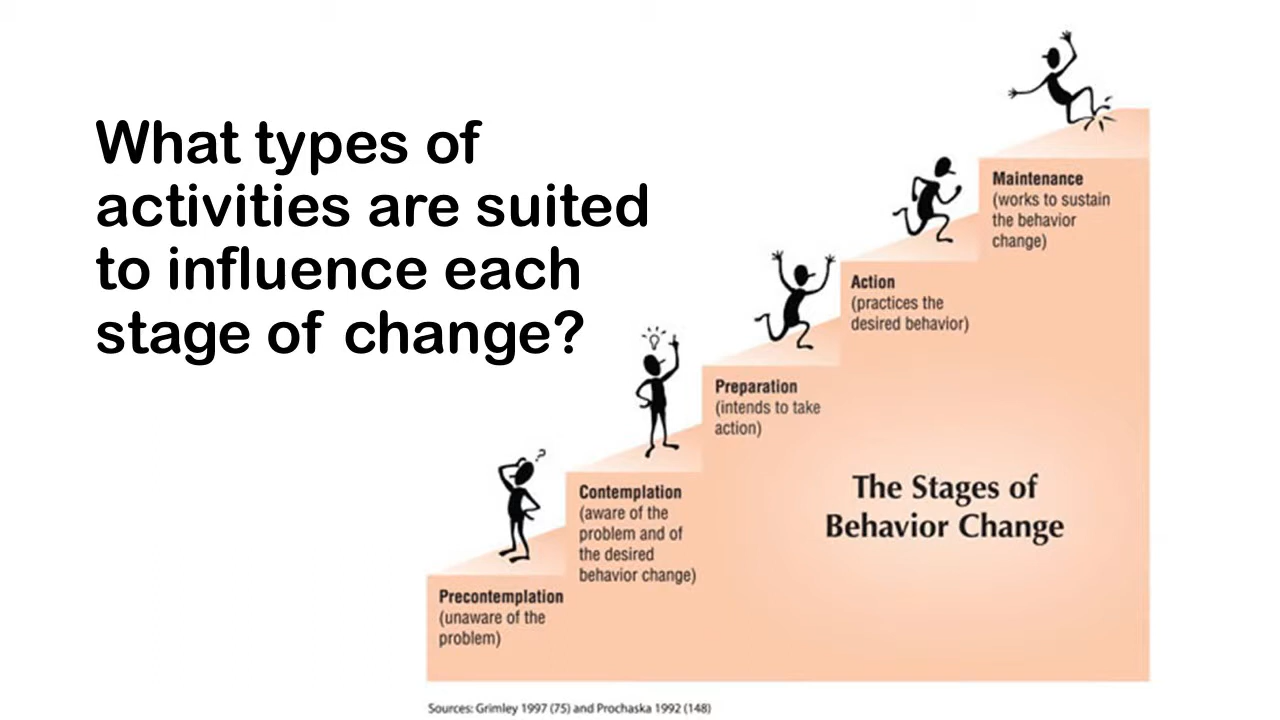 What types of
activities are suited
to influence each
stage of change?
Maintenance
(works to sustain
the behavior
change)
Action
(practices the
desired behavior)
Preparation
(intends to take
action)
?
Contemplation
(aware of the
problem and of
the desired
behavior change)
Precontemplation
(unaware of the
problem)
The Stages of
Behavior Change
Sources: Grimley 1997 (75) and Prochaska 1992 (148)